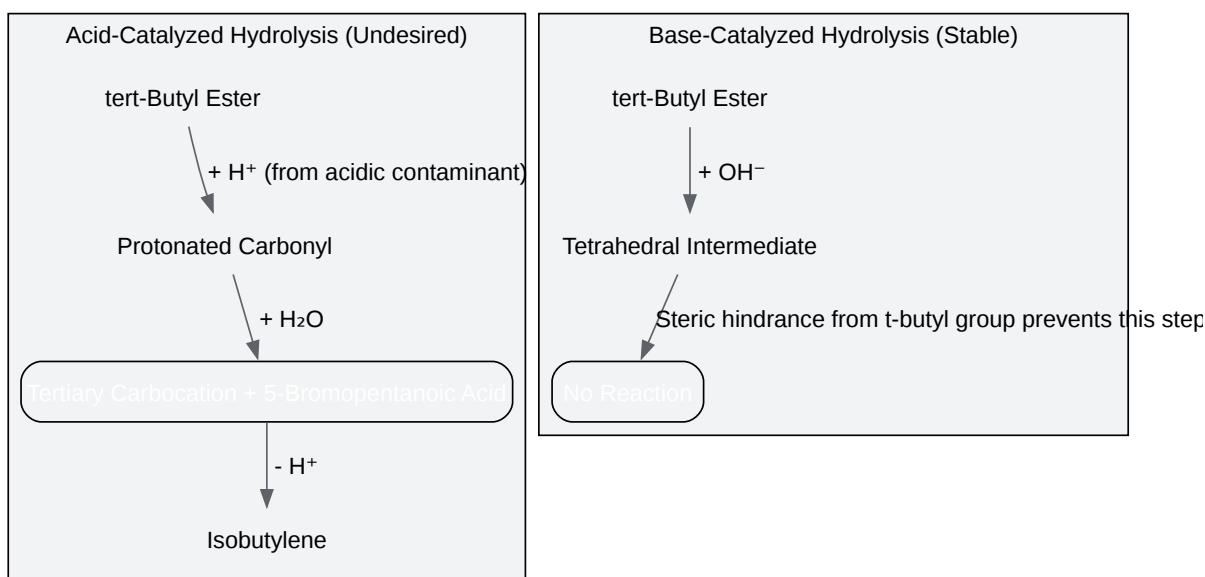 Acid-Catalyzed Hydrolysis (Undesired)
tert-Butyl Ester
+ H⁺ (from acidic contaminant)
Protonated Carbonyl
+ H₂O
Tertiary Carbocation + 5-Bromopentanoic Acid
- H⁺
Isobutylene
Base-Catalyzed Hydrolysis (Stable)
tert-Butyl Ester
+ OH⁻
Tetrahedral Intermediate
Steric hindrance from t-butyl group prevents this step
No Reaction